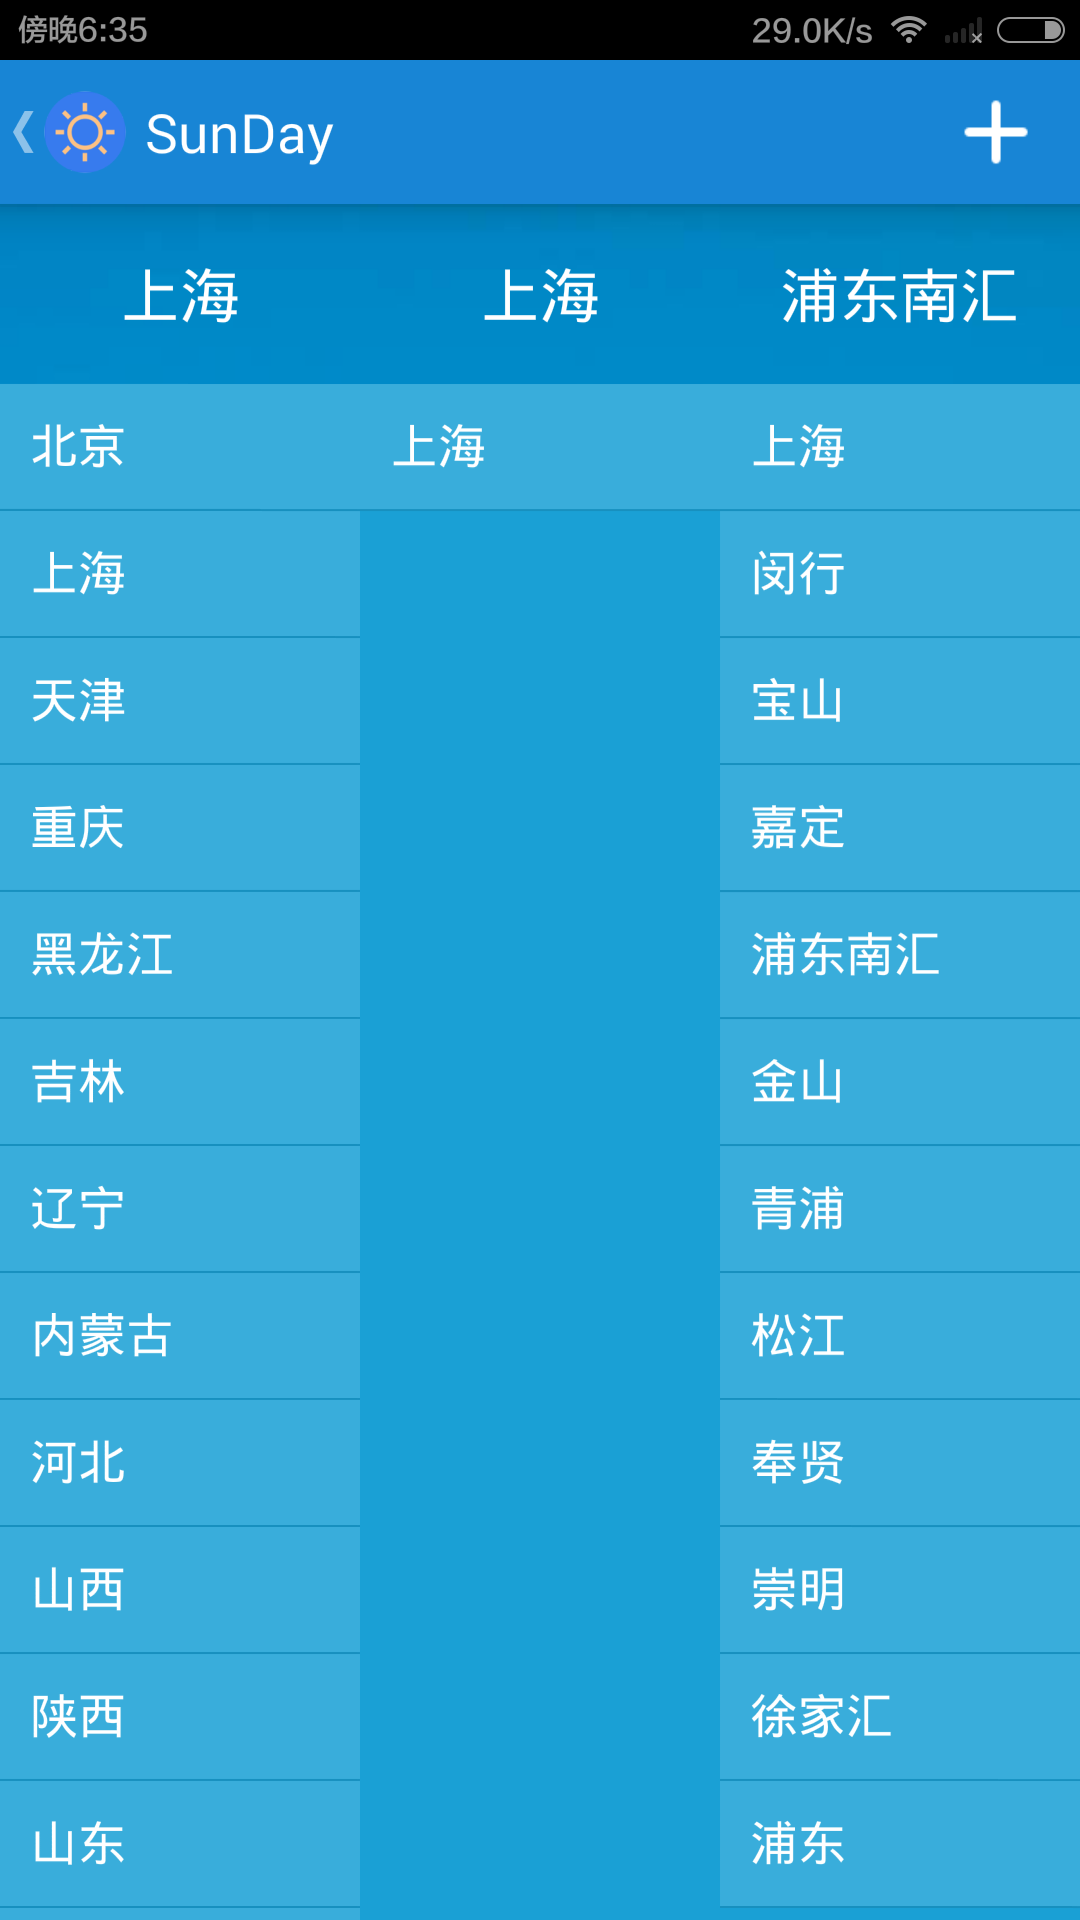 傍晚6:35 29.0K/s
SunDay
上海 上海 浦东南汇
北京 上海 上海
上海 闵行
天津 宝山
重庆 嘉定
黑龙江 浦东南汇
吉林 金山
辽宁 青浦
内蒙古 松江
河北 奉贤
山西 崇明
陕西 徐家汇
山东 浦东